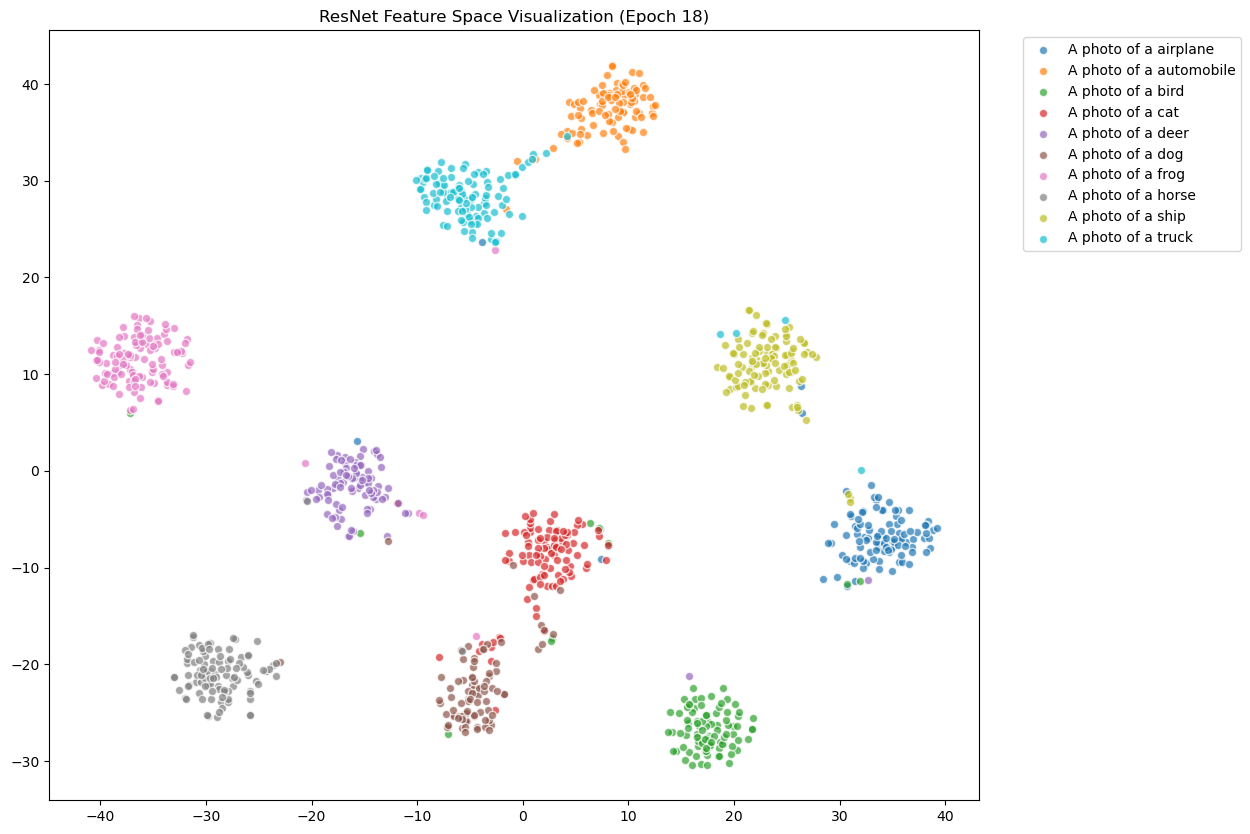 ResNet Feature Space Visualization (Epoch 18)
A photo of a airplane
A photo of a automobile
A photo of a bird
A photo of a cat
A photo of a deer
A photo of a dog
A photo of a frog
A photo of a horse
A photo of a ship
A photo of a truck
40
30
20
10
0
−10
−20
−30
−40 −30 −20 −10 0 10 20 30 40